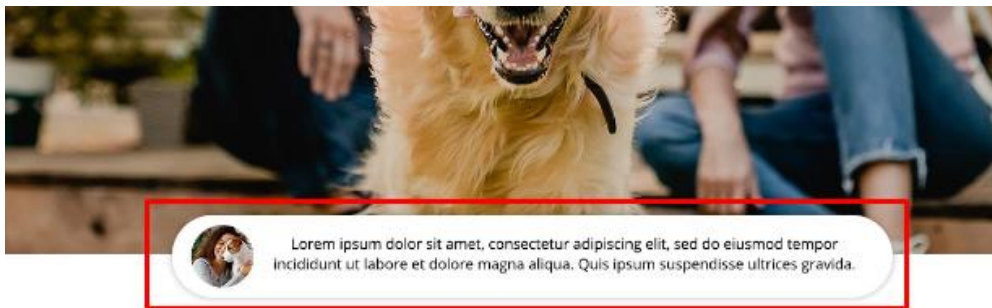 Lorem ipsum dolor sit amet, consectetur adipiscing elit, sed do eiusmod tempor
incididunt ut labore et dolore magna aliqua. Quis ipsum suspendisse ultrices gravida.